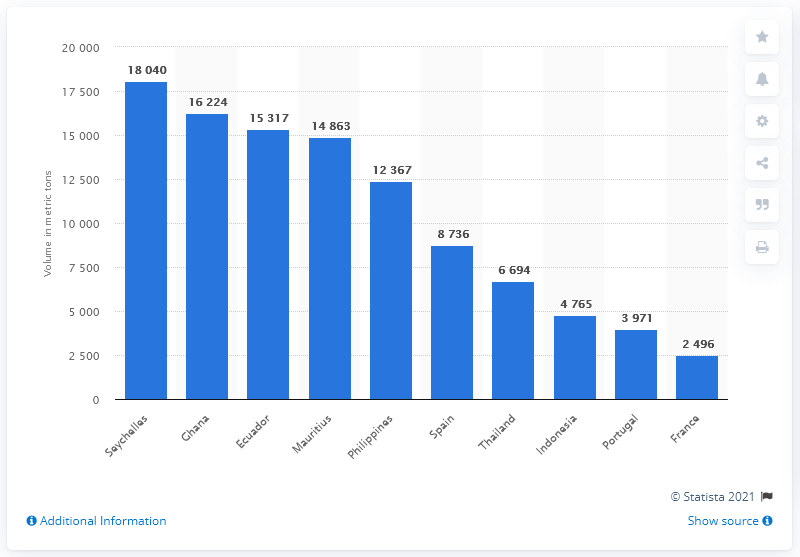 20 000
17 500
15 000
12 500
10 000
7 500
5 000
2 500
0
Volume in metric tons
18 040
16 224
15 317
14 863
12 367
8 736
6 694
4 765
3 971
2 496
Seychelles
Ghana
Ecuador
Mauritius
Philippines
Spain
Thailand
Indonesia
Portugal
France
© Statista 2021
Additional Information
Show source